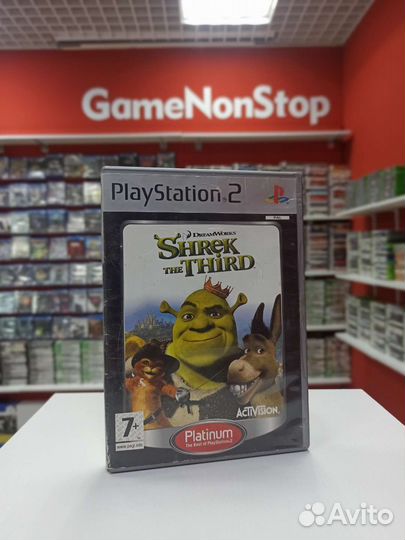 GameNonStop
PlayStation®2
PAL
DREAMWORKS
SHREK
THE THIRD
ACTIVISION
7+
www.pegi.info
Platinum
The Best of PlayStation®2
Avito